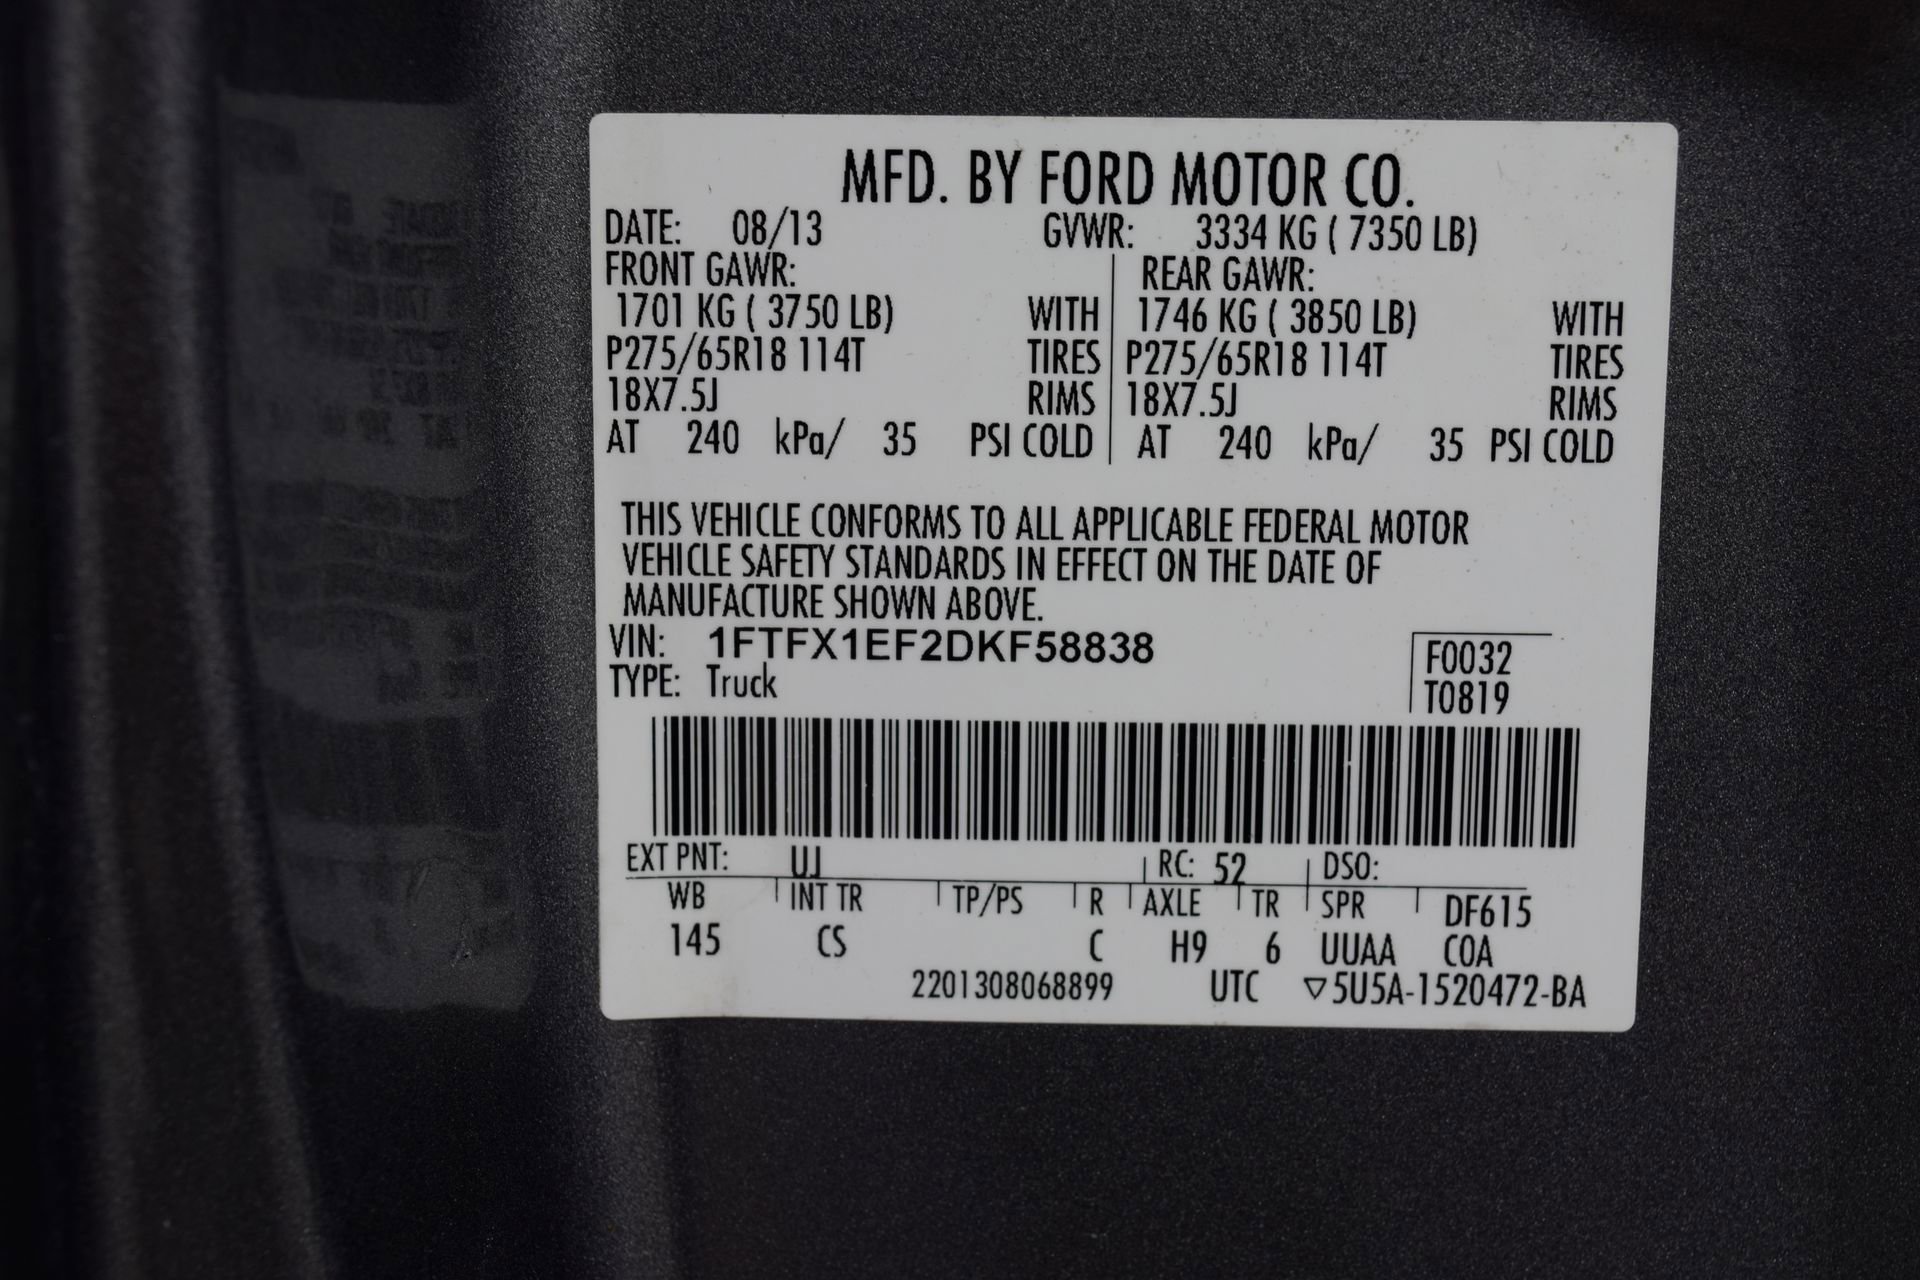 MFD. BY FORD MOTOR CO.
DATE: 08/13 GVWR: 3334 KG ( 7350 LB)
FRONT GAWR: REAR GAWR:
1701 KG ( 3750 LB) WITH 1746 KG ( 3850 LB) WITH
P275/65R18 114T TIRES P275/65R18 114T TIRES
18X7.5J RIMS 18X7.5J RIMS
AT 240 kPa/ 35 PSI COLD AT 240 kPa/ 35 PSI COLD
THIS VEHICLE CONFORMS TO ALL APPLICABLE FEDERAL MOTOR
VEHICLE SAFETY STANDARDS IN EFFECT ON THE DATE OF
MANUFACTURE SHOWN ABOVE.
VIN: 1FTFX1EF2DKF58838 F0032
TYPE: Truck T0819
EXT PNT: UJ RC: 52 DSO:
WB INT TR TP/PS R AXLE TR SPR DF615
145 CS C H9 6 UUAA COA
2201308068899 UTC ▽5U5A-1520472-BA